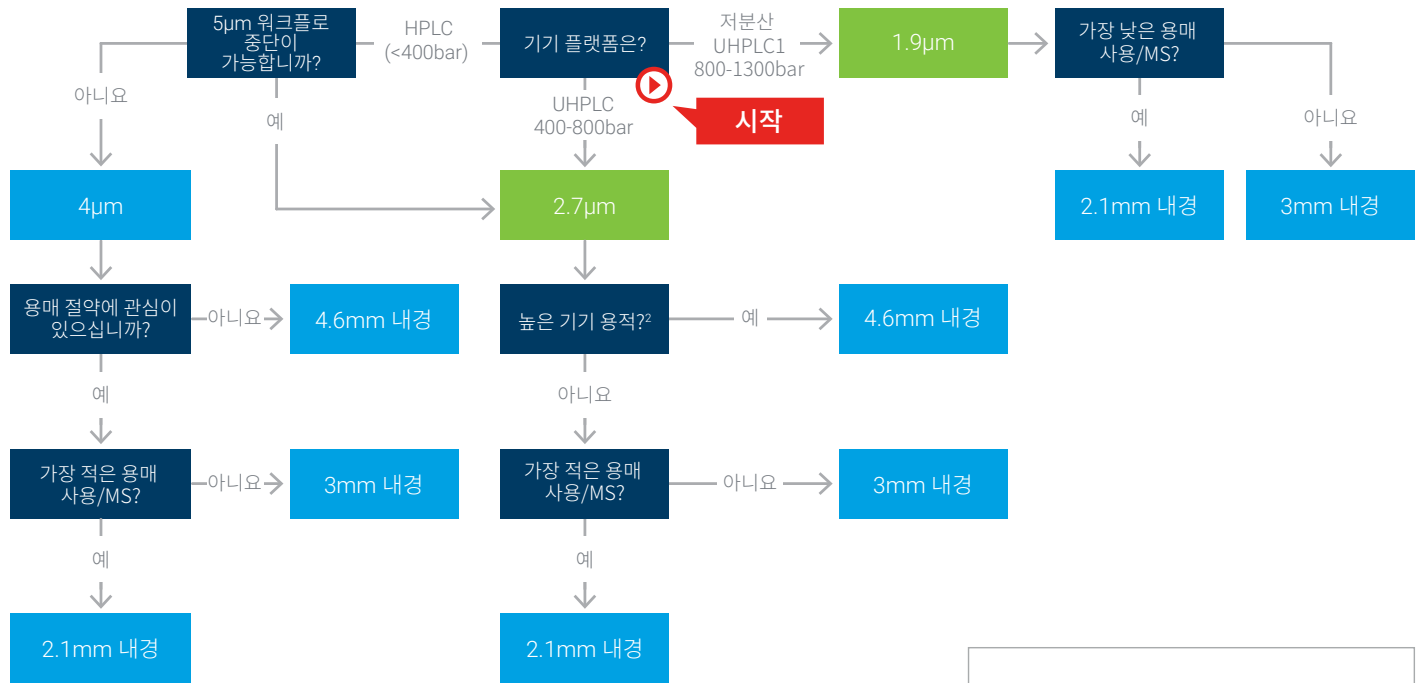 5µm 워크플로
중단이
가능합니까?
HPLC
(<400bar)
기기 플랫폼은?
저분산
UHPLC1
800-1300bar
1.9µm
가장 낮은 용매
사용/MS?
아니요
예
UHPLC
400-800bar
시작
예
아니요
4µm
2.7µm
2.1mm 내경
3mm 내경
용매 절약에 관심이
있으십니까?
아니요
4.6mm 내경
높은 기기 용적?²
예
4.6mm 내경
예
아니요
가장 적은 용매
사용/MS?
아니요
3mm 내경
가장 적은 용매
사용/MS?
아니요
3mm 내경
예
예
2.1mm 내경
2.1mm 내경